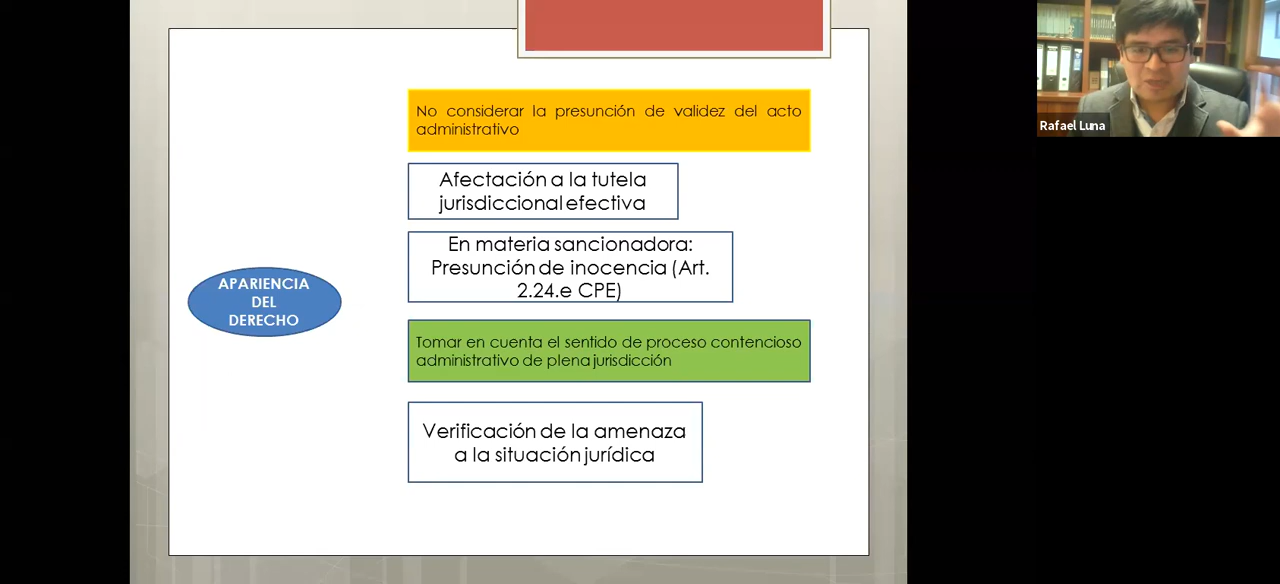 No considerar la presunción de validez del acto
administrativo
Afectación a la tutela
jurisdiccional efectiva
En materia sancionadora:
Presunción de inocencia (Art.
2.24.e CPE)
APARIENCIA
DEL
DERECHO
Tomar en cuenta el sentido de proceso contencioso
administrativo de plena jurisdicción
Verificación de la amenaza
a la situación jurídica
Rafael Luna